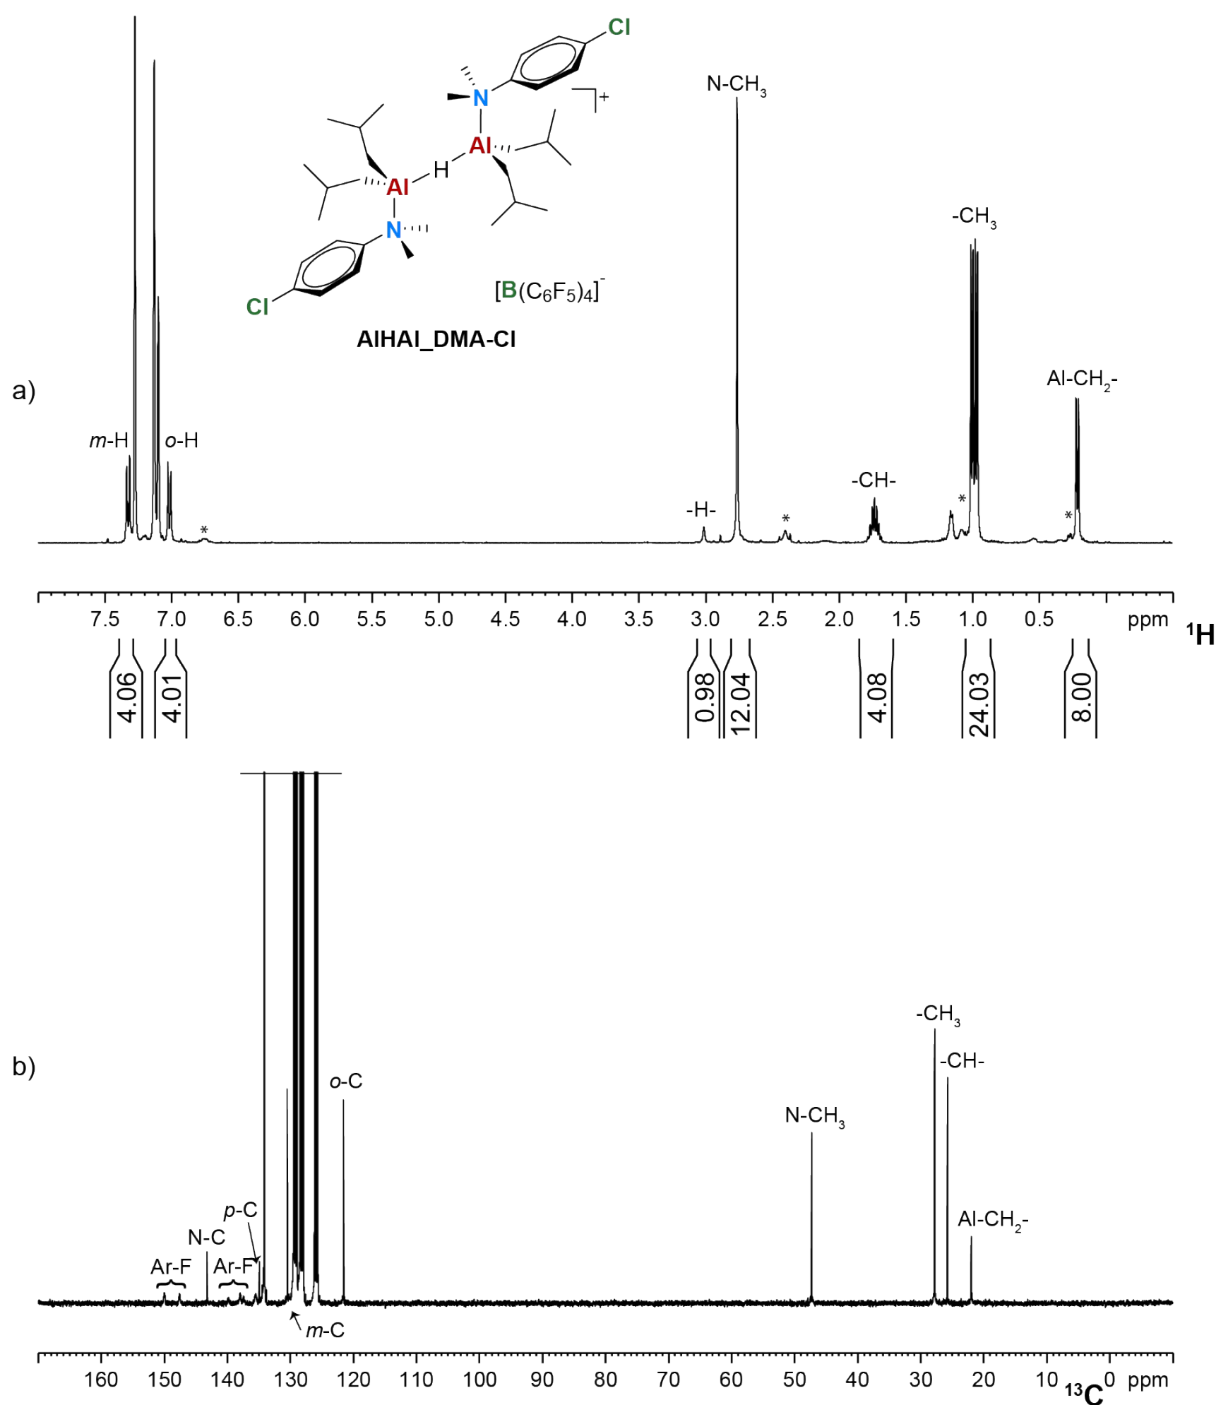 Cl
N
+
Al
H
Al
N
Cl
[B(C₆F₅)₄]⁻
AlHAl_DMA-Cl
a)
m-H
o-H
*
-H-
N-CH₃
*
-CH-
*
-CH₃
*
Al-CH₂-
7.5 7.0 6.5 6.0 5.5 5.0 4.5 4.0 3.5 3.0 2.5 2.0 1.5 1.0 0.5 ppm
¹H
4.06 4.01 0.98 12.04 4.08 24.03 8.00
b)
Ar-F
N-C
Ar-F
p-C
m-C
o-C
N-CH₃
-CH₃
-CH-
Al-CH₂-
160 150 140 130 120 110 100 90 80 70 60 50 40 30 20 10 0 ppm
¹³C